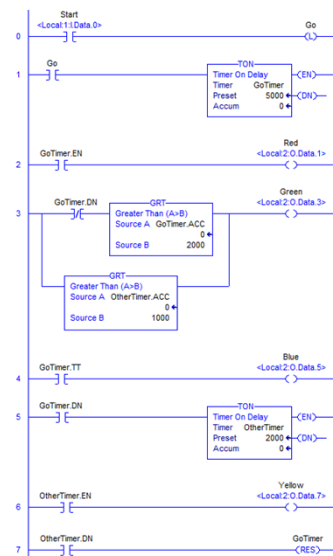 Start
<Local:1:I.Data.0>
Go
0
L
Go
1
TON
Timer On Delay
EN
Timer GoTimer
Preset 5000
DN
Accum 0
GoTimer.EN
Red
<Local:2:O.Data.1>
2
GoTimer.DN
Green
<Local:2:O.Data.3>
3
GRT
Greater Than (A>B)
Source A GoTimer.ACC
0
Source B 2000
GRT
Greater Than (A>B)
Source A OtherTimer.ACC
0
Source B 1000
GoTimer.TT
Blue
<Local:2:O.Data.5>
4
GoTimer.DN
5
TON
Timer On Delay
EN
Timer OtherTimer
Preset 2000
DN
Accum 0
OtherTimer.EN
Yellow
<Local:2:O.Data.7>
6
OtherTimer.DN
GoTimer
7
RES